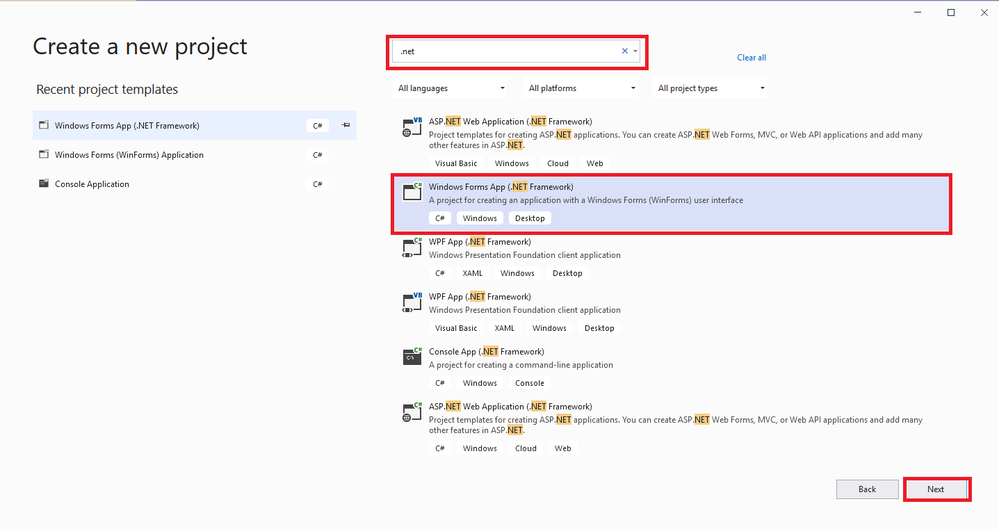 Create a new project
Recent project templates
Windows Forms App (.NET Framework) C#
Windows Forms (WinForms) Application C#
Console Application C#
.net
Clear all
All languages All platforms All project types
VB
ASP.NET Web Application (.NET Framework)
Project templates for creating ASP.NET applications. You can create ASP.NET Web Forms, MVC, or Web API applications and add many
other features in ASP.NET.
Visual Basic Windows Cloud Web
C#
Windows Forms App (.NET Framework)
A project for creating an application with a Windows Forms (WinForms) user interface
C# Windows Desktop
C#
WPF App (.NET Framework)
Windows Presentation Foundation client application
C# XAML Windows Desktop
VB
WPF App (.NET Framework)
Windows Presentation Foundation client application
Visual Basic XAML Windows Desktop
C#
C:\
Console App (.NET Framework)
A project for creating a command-line application
C# Windows Console
C#
ASP.NET Web Application (.NET Framework)
Project templates for creating ASP.NET applications. You can create ASP.NET Web Forms, MVC, or Web API applications and add many
other features in ASP.NET.
C# Windows Cloud Web
Back Next